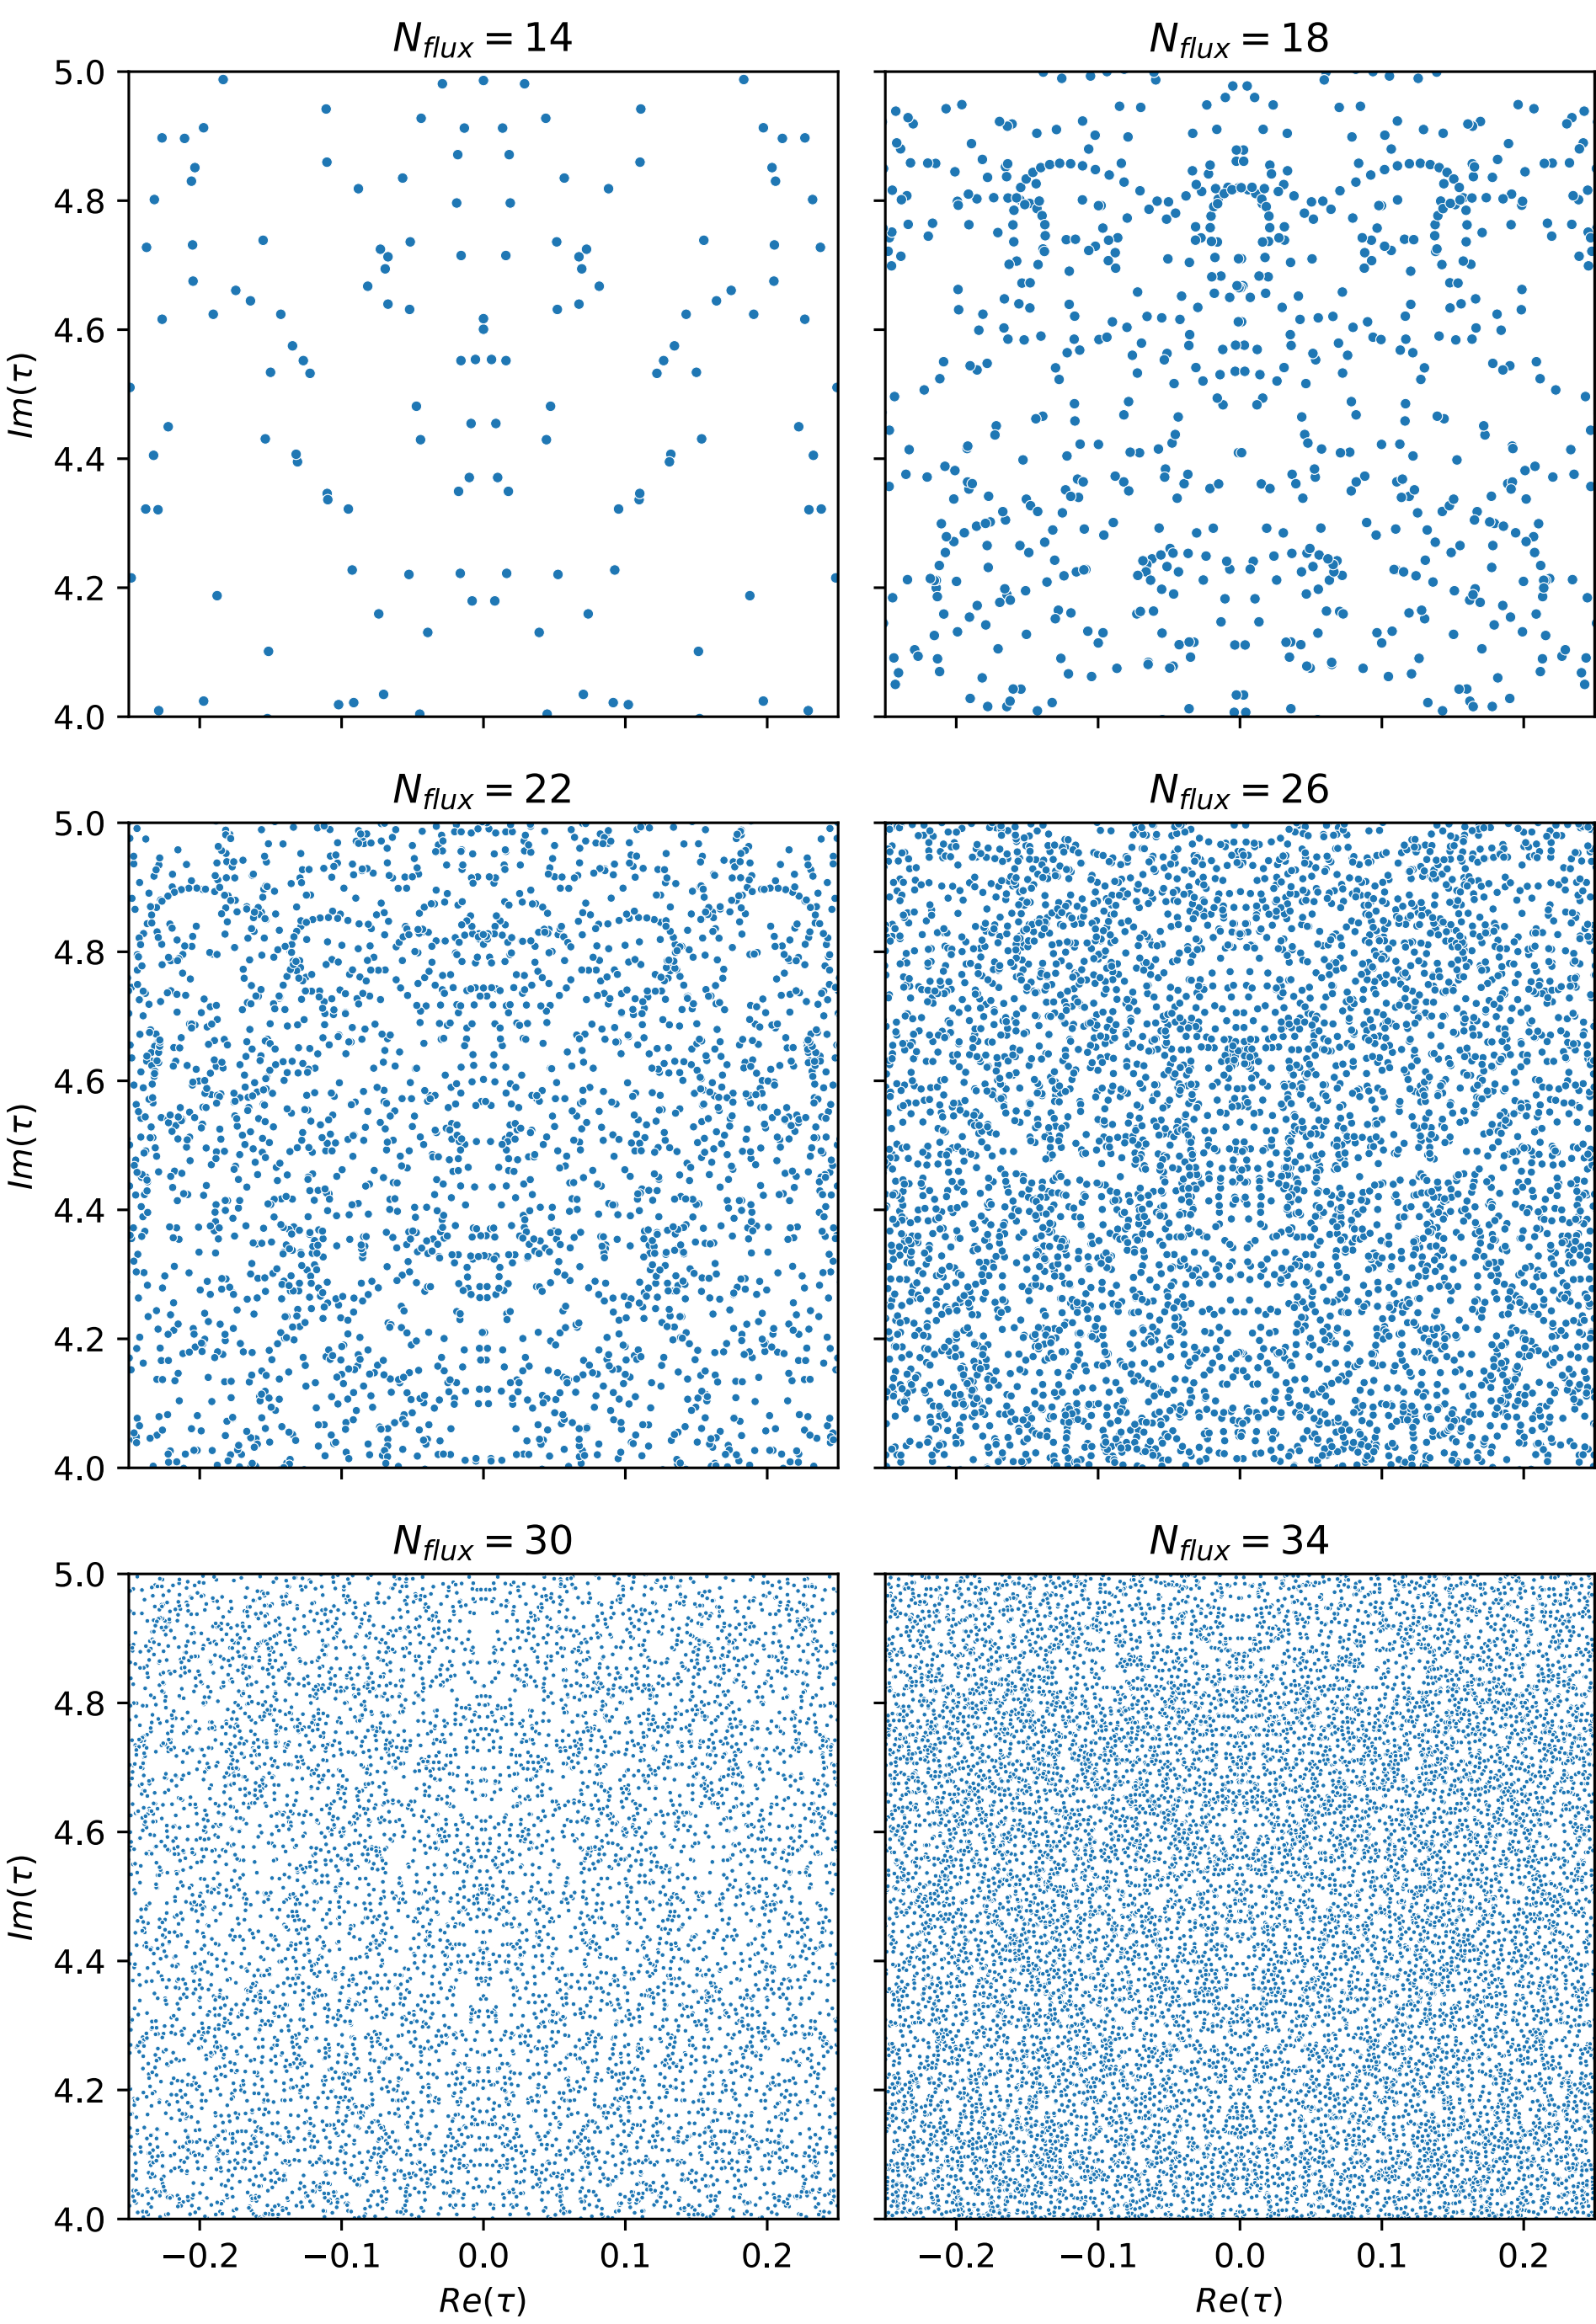 N_flux = 14
N_flux = 18
5.0
4.8
4.6
4.4
4.2
4.0
Im(τ)
N_flux = 22
N_flux = 26
5.0
4.8
4.6
4.4
4.2
4.0
Im(τ)
N_flux = 30
N_flux = 34
5.0
4.8
4.6
4.4
4.2
4.0
Im(τ)
−0.2 −0.1 0.0 0.1 0.2
−0.2 −0.1 0.0 0.1 0.2
Re(τ)
Re(τ)